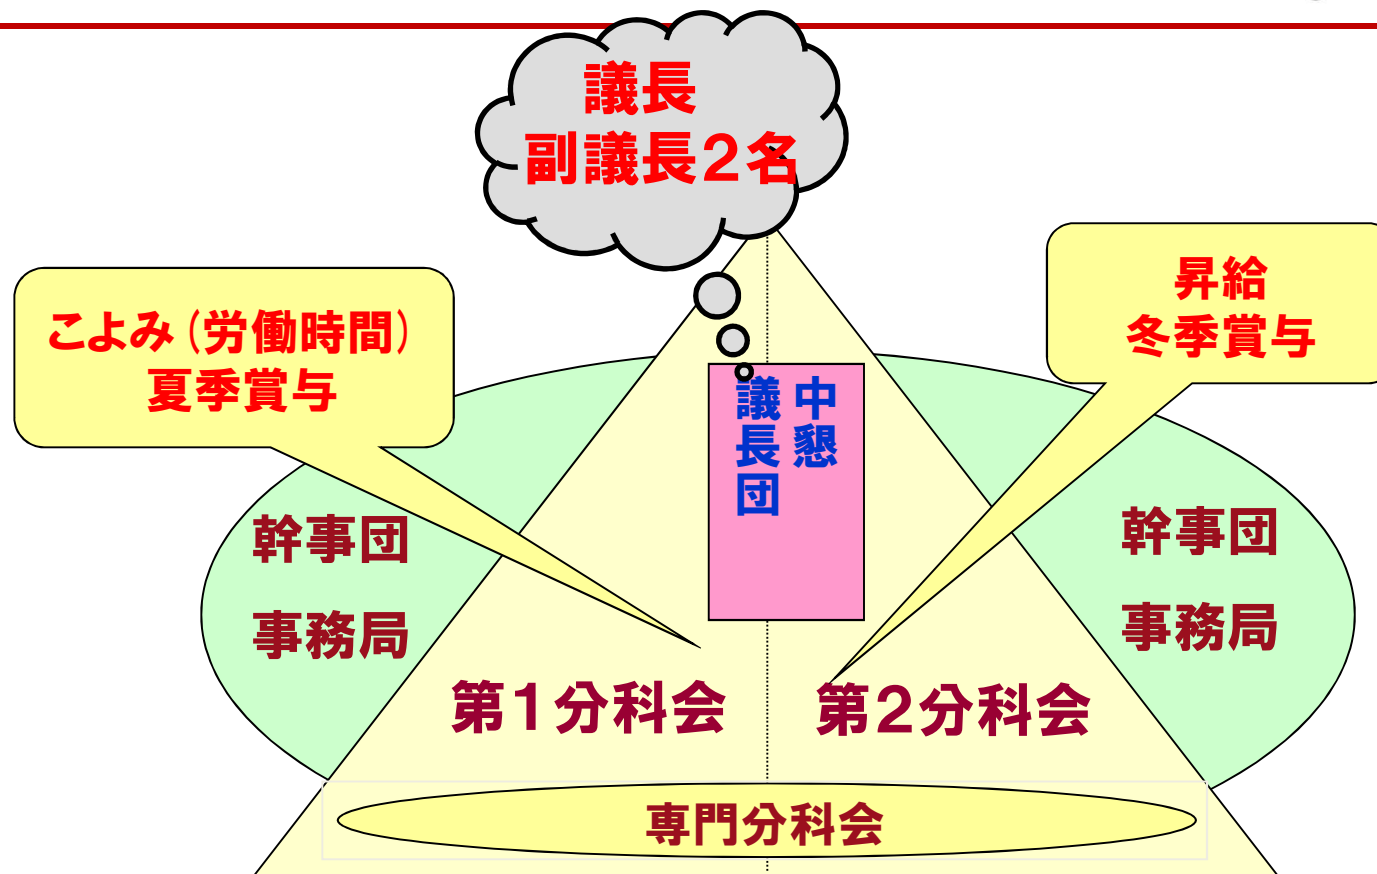 議長
副議長２名
こよみ（労働時間）
夏季賞与
昇給
冬季賞与
中懇
議長団
幹事団
事務局
幹事団
事務局
第１分科会
第２分科会
専門分科会